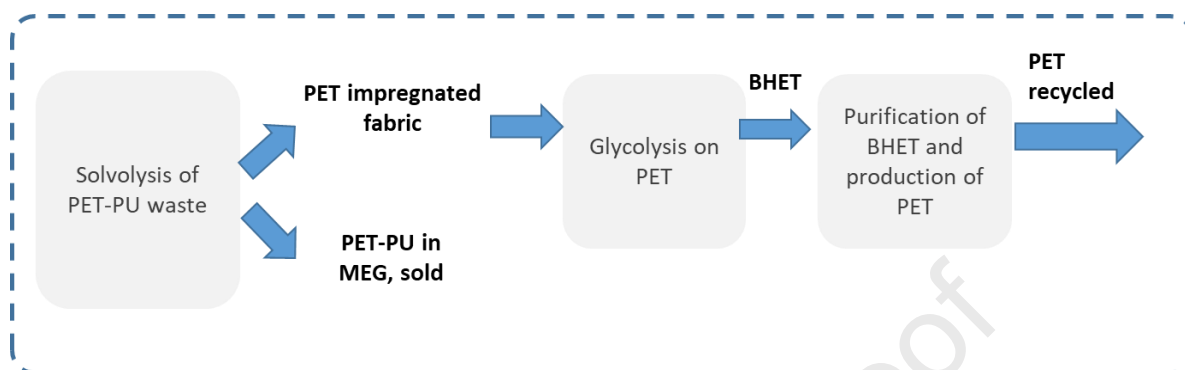 Solvolysis of
PET-PU waste
PET impregnated
fabric
PET-PU in
MEG, sold
Glycolysis on
PET
BHET
Purification of
BHET and
production of
PET
PET
recycled
oof